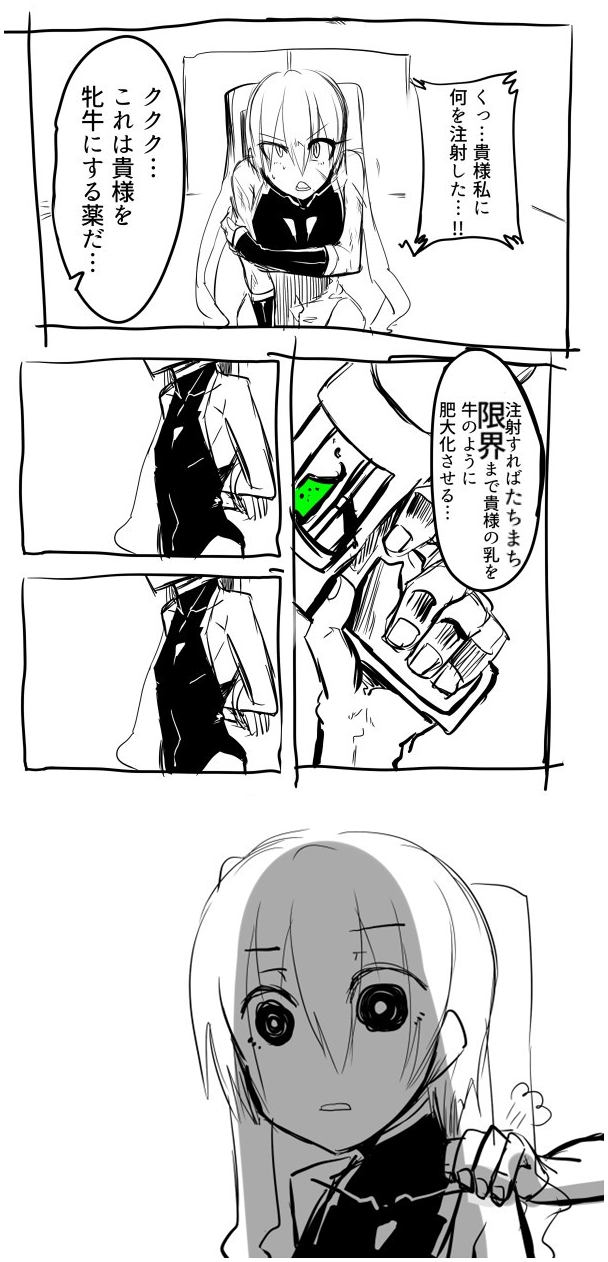 くっ…貴様私に
何を注射した…!!
ククク…
これは貴様を
牝牛にする薬だ…
注射すればたちまち
限界まで貴様の乳を
牛のように
肥大化させる…